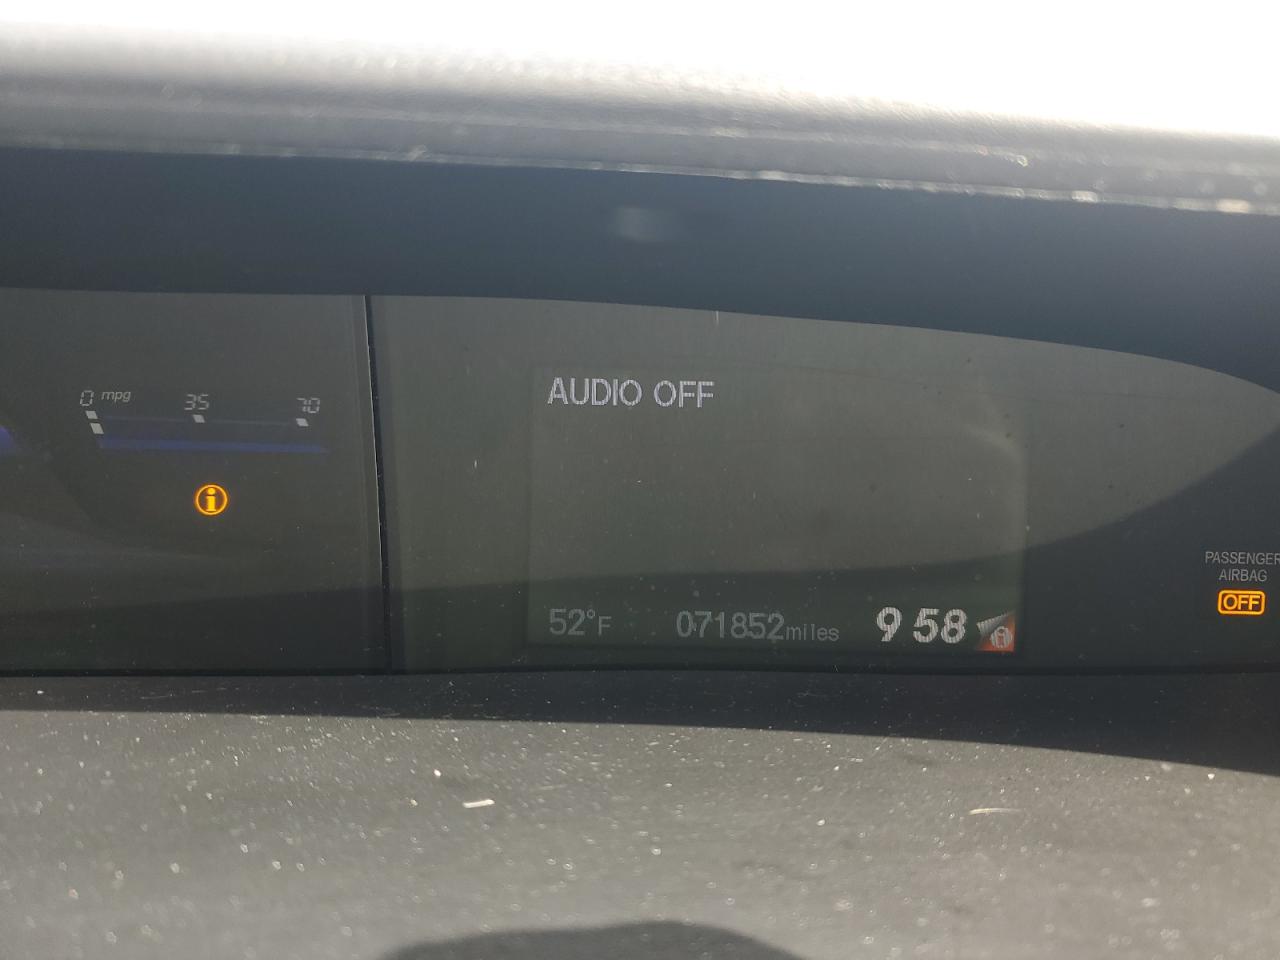 0 mpg 35 70
i
AUDIO OFF
52°F 071852 miles 9 58 i
PASSENGER
AIRBAG
OFF